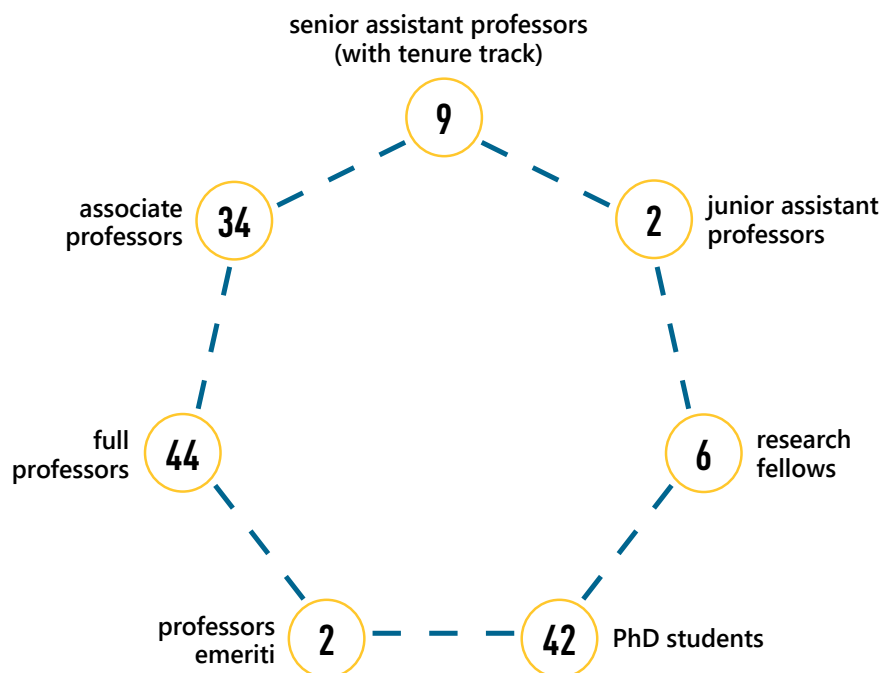 senior assistant professors
(with tenure track)
9
associate
professors
34
2
junior assistant
professors
full
professors
44
6
research
fellows
professors
emeriti
2
42
PhD students